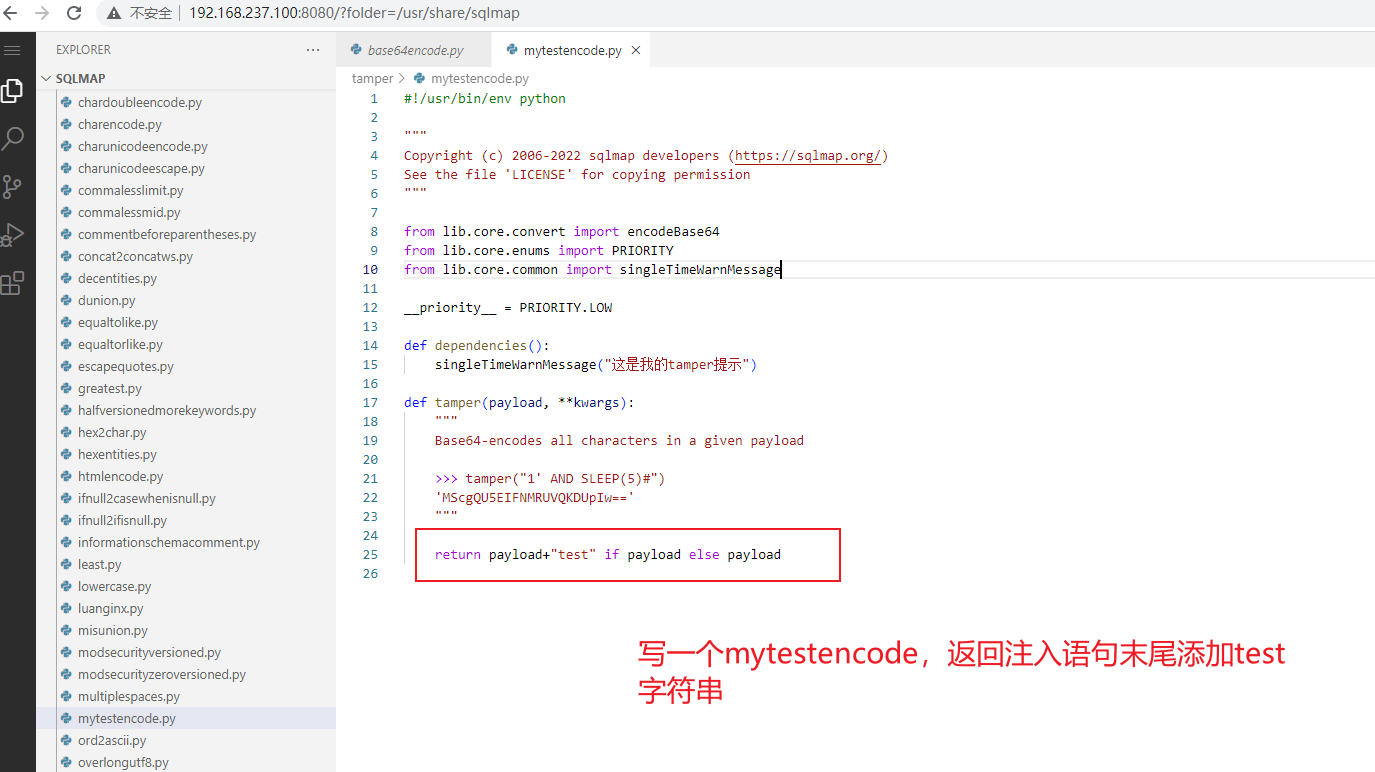 不安全 192.168.237.100:8080/?folder=/usr/share/sqlmap
EXPLORER ···
SQLMAP
chardoubleencode.py
charencode.py
charunicodeencode.py
charunicodeescape.py
commalesslimit.py
commalessmid.py
commentbeforeparentheses.py
concat2concatws.py
decentities.py
dunion.py
equaltolike.py
equaltorlike.py
escapequotes.py
greatest.py
halfversionedmorekeywords.py
hex2char.py
hexentities.py
htmlencode.py
ifnull2casewhenisnull.py
ifnull2ifisnull.py
informationschemacomment.py
least.py
lowercase.py
luanginx.py
misunion.py
modsecurityversioned.py
modsecurityzeroversioned.py
multiplespaces.py
mytestencode.py
ord2ascii.py
overlongutf8.py
base64encode.py mytestencode.py
tamper > mytestencode.py
1 #!/usr/bin/env python
2
3 """
4 Copyright (c) 2006-2022 sqlmap developers (https://sqlmap.org/)
5 See the file 'LICENSE' for copying permission
6 """
7
8 from lib.core.convert import encodeBase64
9 from lib.core.enums import PRIORITY
10 from lib.core.common import singleTimeWarnMessage
11
12 __priority__ = PRIORITY.LOW
13
14 def dependencies():
15     singleTimeWarnMessage("这是我的tamper提示")
16
17 def tamper(payload, **kwargs):
18     """
19     Base64-encodes all characters in a given payload
20
21     >>> tamper("1' AND SLEEP(5)#")
22     'MScgQU5EIFNMRUVQKDUpIw=='
23     """
24
25     return payload+"test" if payload else payload
26
写一个mytestencode，返回注入语句末尾添加test
字符串